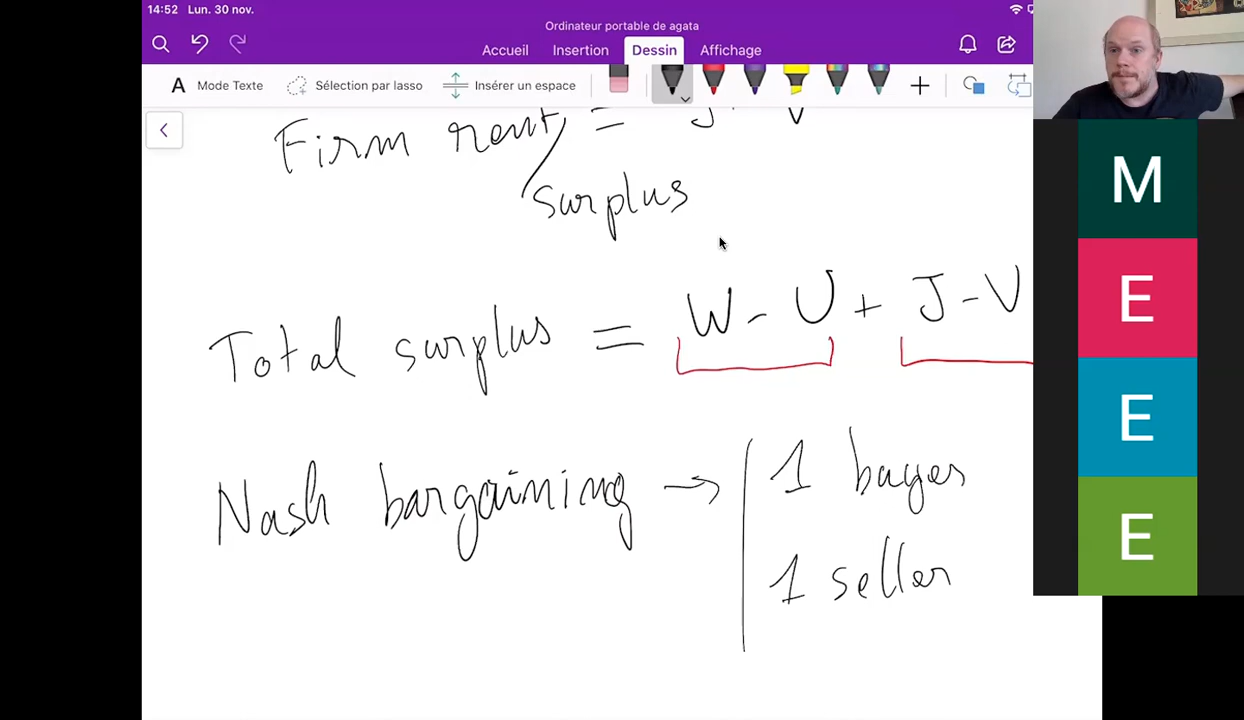 14:52 Lun. 30 nov.
Ordinateur portable de agata
Accueil Insertion Dessin Affichage
A Mode Texte Sélection par lasso Insérer un espace
Firm rent/ = J - V
surplus
Total surplus = W - U + J - V
Nash bargaining → 1 buyer
1 seller
M
E
E
E